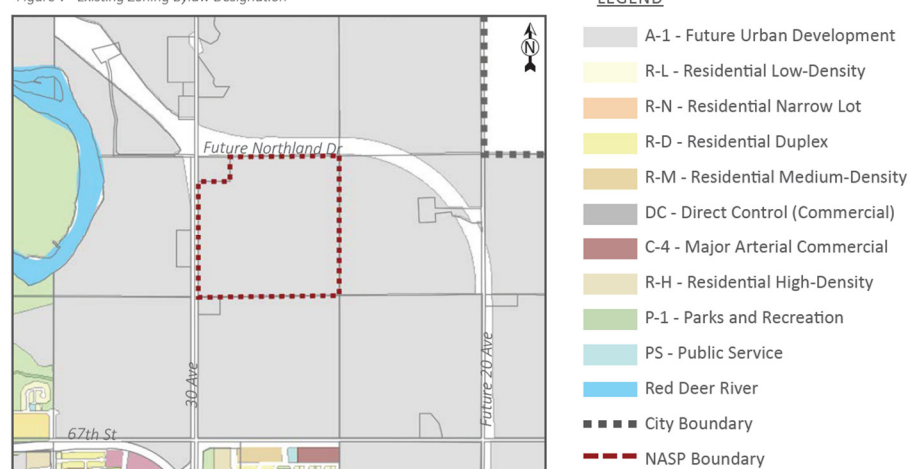 Figure 7 - Existing Zoning Bylaw Designation
LEGEND
A-1 - Future Urban Development
R-L - Residential Low-Density
R-N - Residential Narrow Lot
R-D - Residential Duplex
R-M - Residential Medium-Density
DC - Direct Control (Commercial)
C-4 - Major Arterial Commercial
R-H - Residential High-Density
P-1 - Parks and Recreation
PS - Public Service
Red Deer River
City Boundary
NASP Boundary
N
Future Northland Dr
30 Ave
Future 20 Ave
67th St